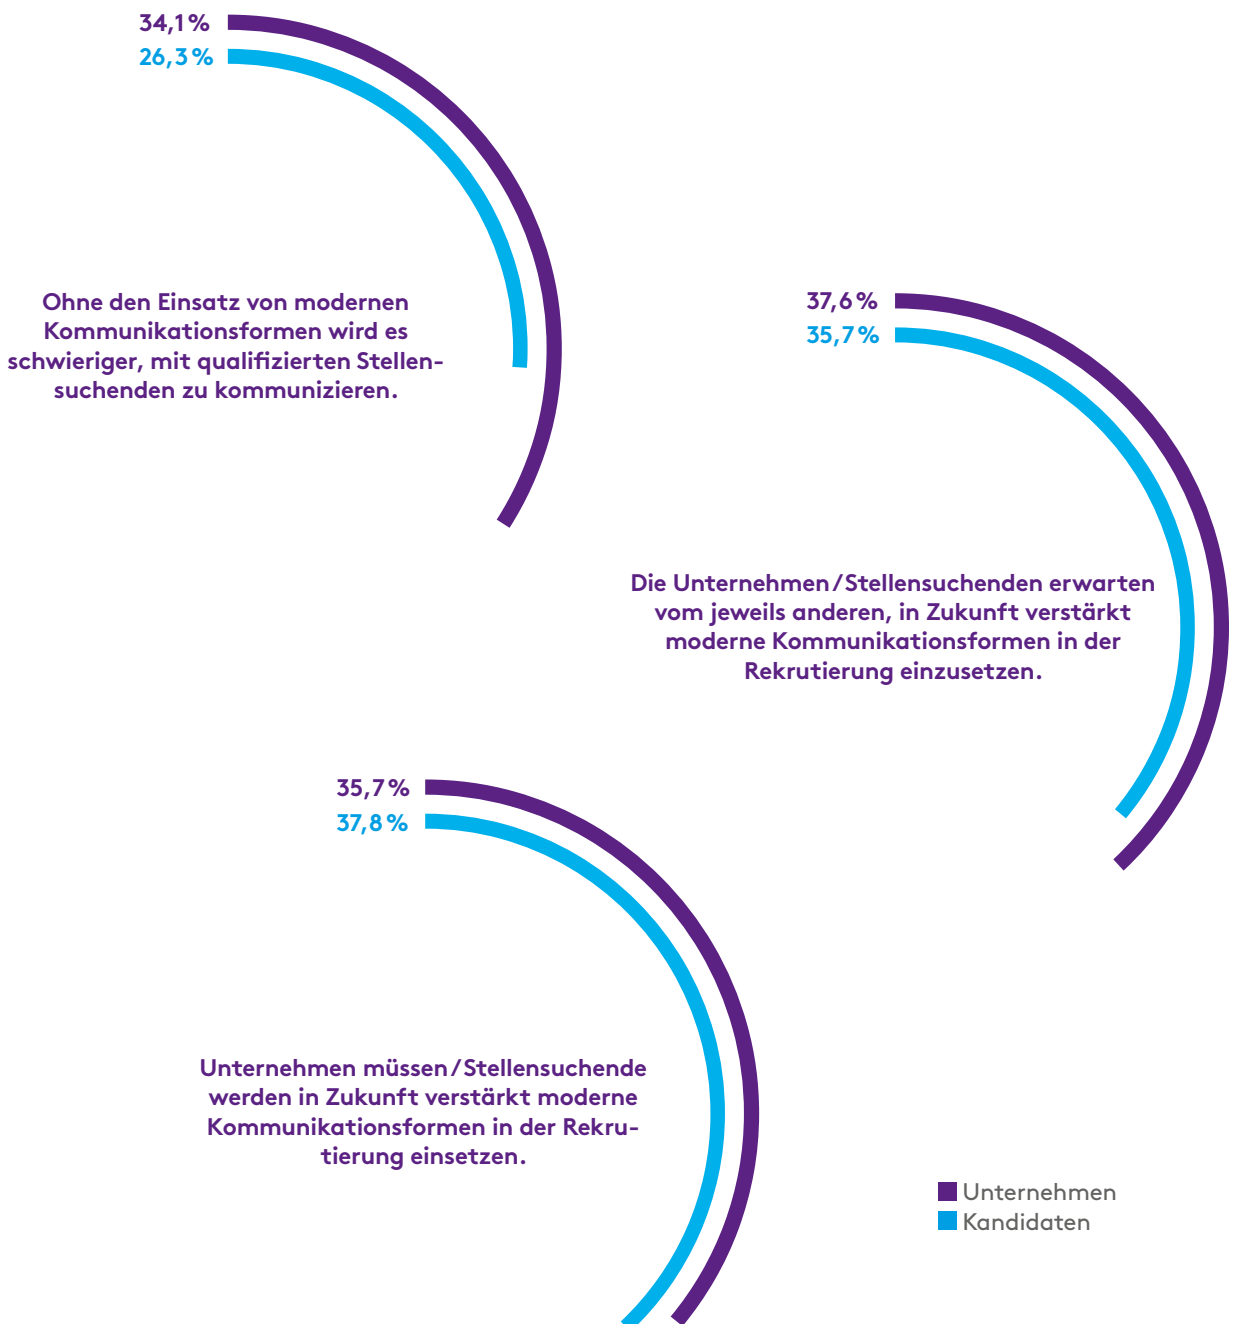 34,1 %
26,3 %
Ohne den Einsatz von modernen
Kommunikationsformen wird es
schwieriger, mit qualifizierten Stellen-
suchenden zu kommunizieren.
37,6 %
35,7 %
Die Unternehmen / Stellensuchenden erwarten
vom jeweils anderen, in Zukunft verstärkt
moderne Kommunikationsformen in der
Rekrutierung einzusetzen.
35,7 %
37,8 %
Unternehmen müssen / Stellensuchende
werden in Zukunft verstärkt moderne
Kommunikationsformen in der Rekru-
tierung einsetzen.
Unternehmen
Kandidaten